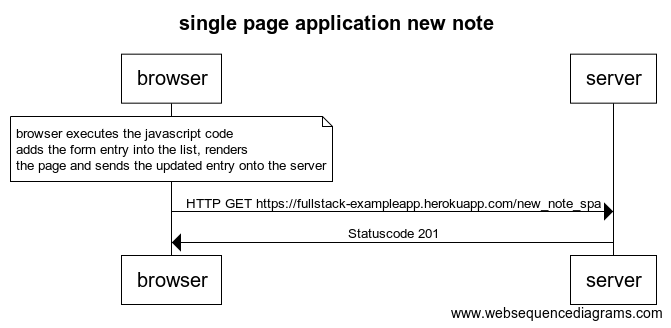 single page application new note
browser
server
browser executes the javascript code
adds the form entry into the list, renders
the page and sends the updated entry onto the server
HTTP GET https://fullstack-exampleapp.herokuapp.com/new_note_spa
Statuscode 201
browser
server
www.websequencediagrams.com